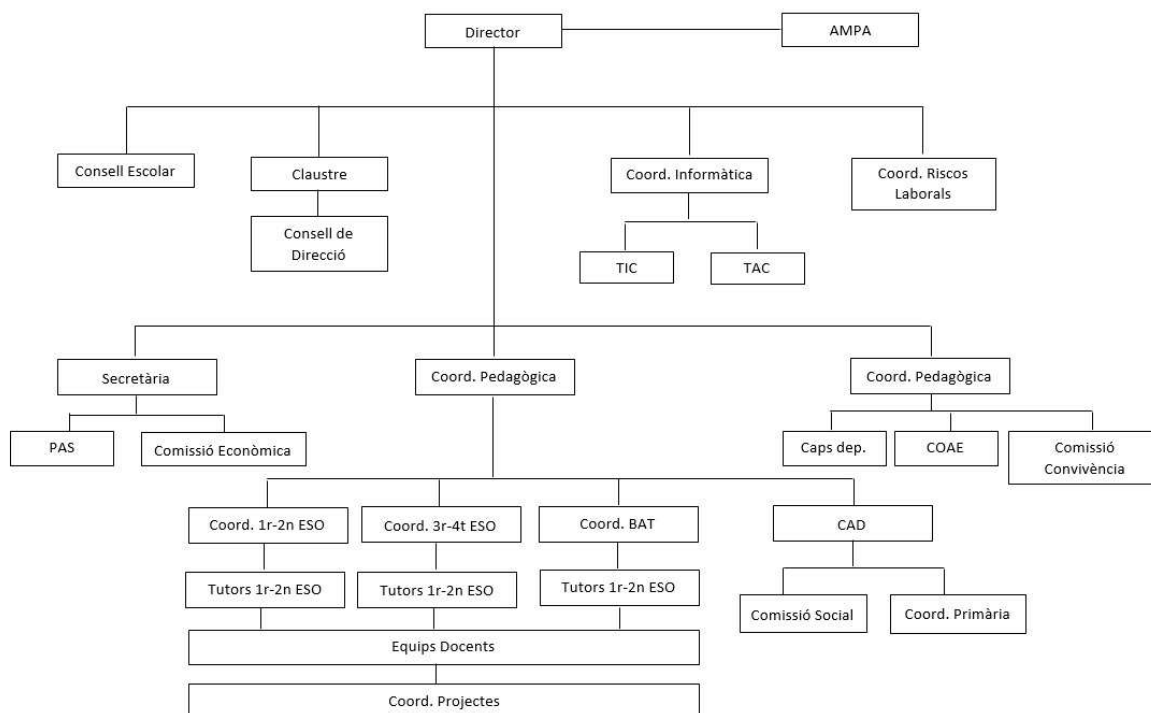 Director
AMPA
Consell Escolar
Claustre
Coord. Informàtica
Coord. Riscos
Laborals
Consell de
Direcció
TIC
TAC
Secretària
Coord. Pedagògica
Coord. Pedagògica
PAS
Comissió Econòmica
Caps dep.
COAE
Comissió
Convivència
Coord. 1r-2n ESO
Coord. 3r-4t ESO
Coord. BAT
CAD
Tutors 1r-2n ESO
Tutors 1r-2n ESO
Tutors 1r-2n ESO
Comissió Social
Coord. Primària
Equips Docents
Coord. Projectes